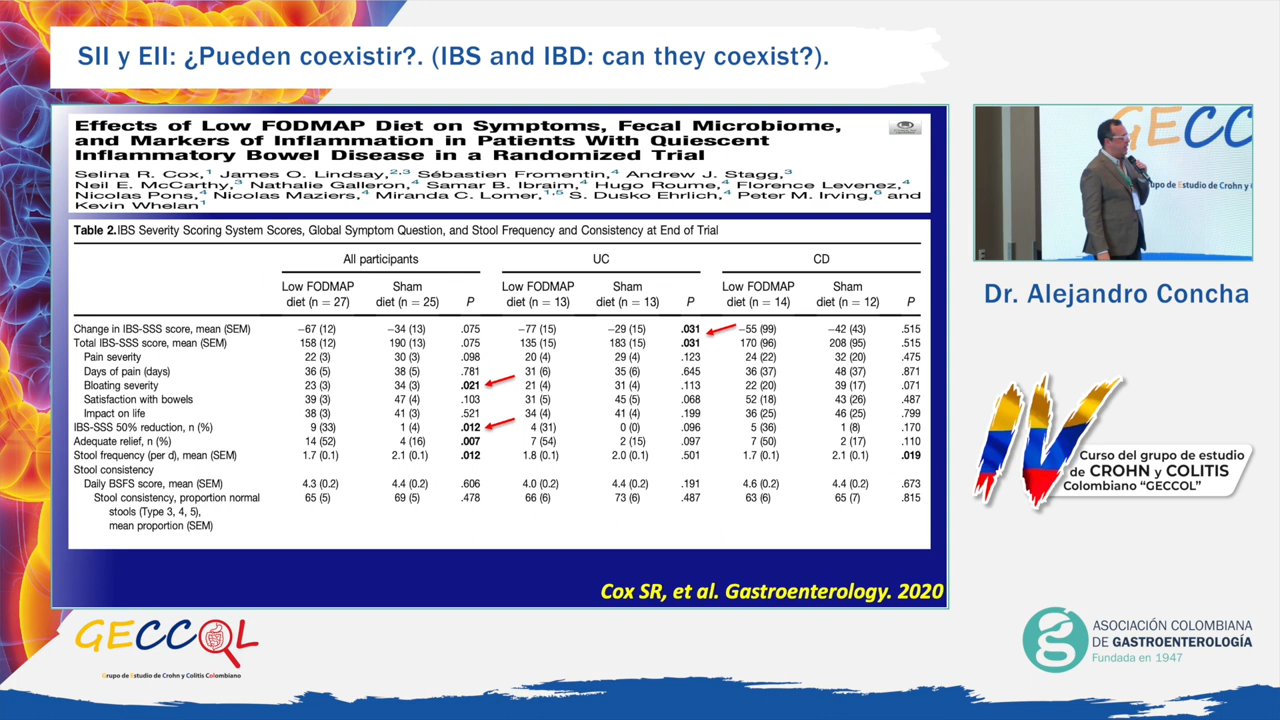 SII y EII: ¿Pueden coexistir?. (IBS and IBD: can they coexist?).
Effects of Low FODMAP Diet on Symptoms, Fecal Microbiome,
and Markers of Inflammation in Patients With Quiescent
Inflammatory Bowel Disease in a Randomized Trial
Selina R. Cox,1 James O. Lindsay,2,3 Sébastien Fromentin,4 Andrew J. Stagg,3
Neil E. McCarthy,3 Nathalie Galleron,4 Samar B. Ibraim,4 Hugo Roume,4 Florence Levenez,4
Nicolas Pons,4 Nicolas Maziers,4 Miranda C. Lomer,1,5 S. Dusko Ehrlich,4 Peter M. Irving,6 and
Kevin Whelan1
Table 2. IBS Severity Scoring System Scores, Global Symptom Question, and Stool Frequency and Consistency at End of Trial
All participants UC CD
Low FODMAP Sham Low FODMAP Sham Low FODMAP Sham
diet (n = 27) diet (n = 25) P diet (n = 13) diet (n = 13) P diet (n = 14) diet (n = 12) P
Change in IBS-SSS score, mean (SEM) −67 (12) −34 (13) .075 −77 (15) −29 (15) .031 −55 (99) −42 (43) .515
Total IBS-SSS score, mean (SEM) 158 (12) 190 (13) .075 135 (15) 183 (15) .031 170 (96) 208 (95) .515
Pain severity 22 (3) 30 (3) .098 20 (4) 29 (4) .123 24 (22) 32 (20) .475
Days of pain (days) 36 (5) 38 (5) .781 31 (6) 35 (6) .645 36 (37) 48 (37) .871
Bloating severity 23 (3) 34 (3) .021 21 (4) 31 (4) .113 22 (20) 39 (17) .071
Satisfaction with bowels 39 (3) 47 (4) .103 31 (5) 45 (5) .068 52 (18) 43 (26) .487
Impact on life 38 (3) 41 (3) .521 34 (4) 41 (4) .199 36 (25) 46 (25) .799
IBS-SSS 50% reduction, n (%) 9 (33) 1 (4) .012 4 (31) 0 (0) .096 5 (36) 1 (8) .170
Adequate relief, n (%) 14 (52) 4 (16) .007 7 (54) 2 (15) .097 7 (50) 2 (17) .110
Stool frequency (per d), mean (SEM) 1.7 (0.1) 2.1 (0.1) .012 1.8 (0.1) 2.0 (0.1) .501 1.7 (0.1) 2.1 (0.1) .019
Stool consistency
Daily BSFS score, mean (SEM) 4.3 (0.2) 4.4 (0.2) .606 4.0 (0.2) 4.4 (0.2) .191 4.6 (0.2) 4.4 (0.2) .673
Stool consistency, proportion normal 65 (5) 69 (5) .478 66 (6) 73 (6) .487 63 (6) 65 (7) .815
stools (Type 3, 4, 5),
mean proportion (SEM)
Cox SR, et al. Gastroenterology. 2020
GECC
Dr. Alejandro Concha
IV
Curso del grupo de estudio
de CROHN y COLITIS
Colombiano “GECCOL”
GECCOL
Grupo de Estudio de Crohn y Colitis Colombiano
ASOCIACIÓN COLOMBIANA
DE GASTROENTEROLOGÍA
Fundada en 1947